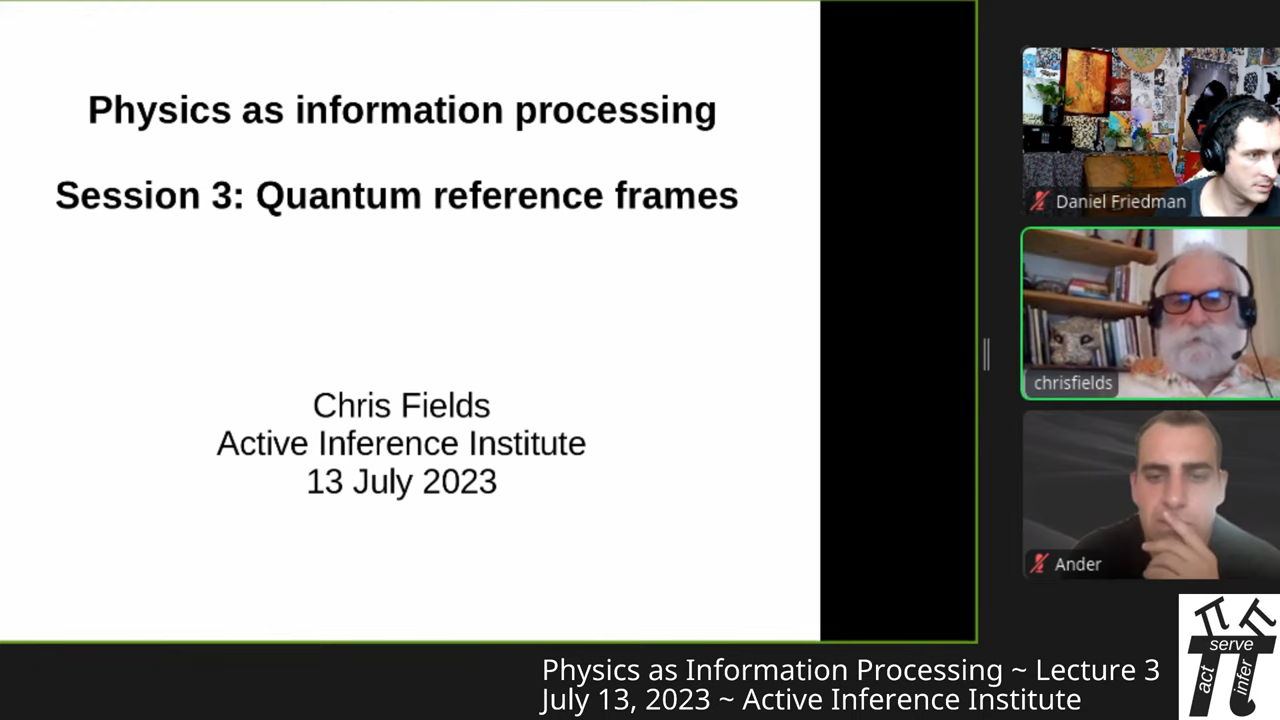 Physics as information processing
Session 3: Quantum reference frames
Chris Fields
Active Inference Institute
13 July 2023
Daniel Friedman
chrisfields
Ander
Physics as Information Processing ~ Lecture 3
July 13, 2023 ~ Active Inference Institute
serve
act
infer